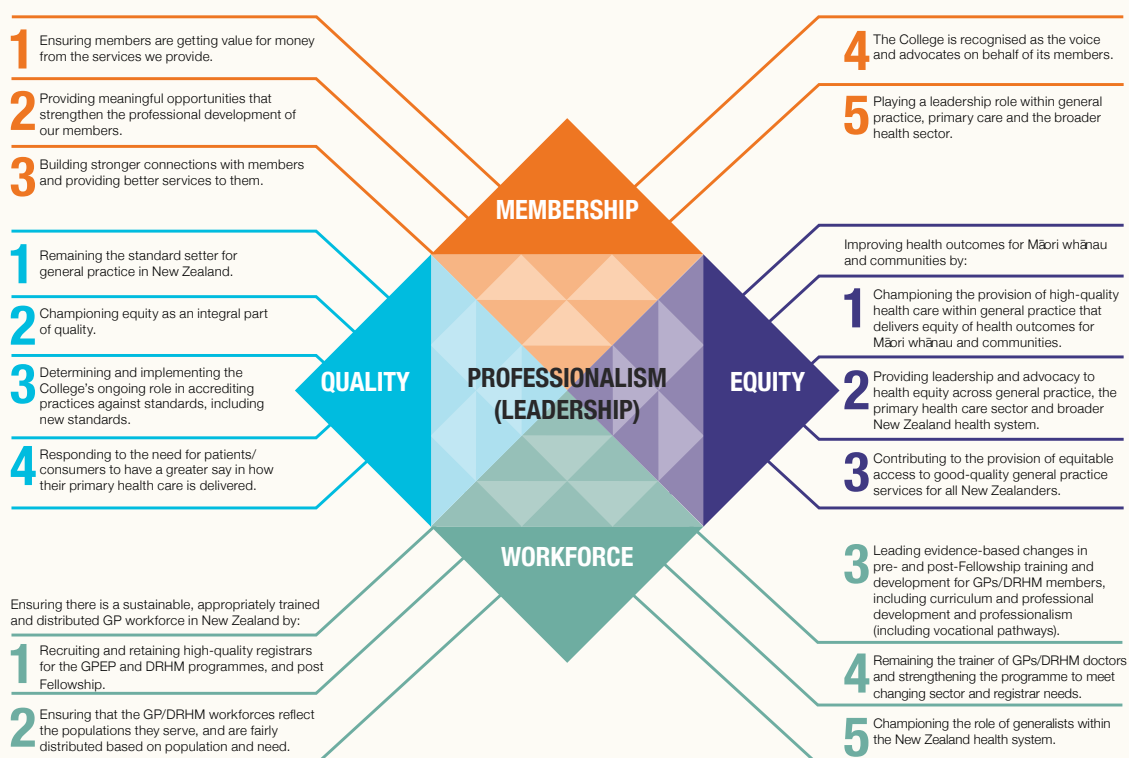 1 Ensuring members are getting value for money
from the services we provide.
2 Providing meaningful opportunities that
strengthen the professional development of
our members.
3 Building stronger connections with members
and providing better services to them.
4 The College is recognised as the voice
and advocates on behalf of its members.
5 Playing a leadership role within general
practice, primary care and the broader
health sector.
MEMBERSHIP
1 Remaining the standard setter for
general practice in New Zealand.
2 Championing equity as an integral part
of quality.
3 Determining and implementing the
College's ongoing role in accrediting
practices against standards, including
new standards.
4 Responding to the need for patients/
consumers to have a greater say in how
their primary health care is delivered.
QUALITY
PROFESSIONALISM
(LEADERSHIP)
EQUITY
Improving health outcomes for Māori whānau
and communities by:
1 Championing the provision of high-quality
health care within general practice that
delivers equity of health outcomes for
Māori whānau and communities.
2 Providing leadership and advocacy to
health equity across general practice, the
primary health care sector and broader
New Zealand health system.
3 Contributing to the provision of equitable
access to good-quality general practice
services for all New Zealanders.
WORKFORCE
Ensuring there is a sustainable, appropriately trained
and distributed GP workforce in New Zealand by:
1 Recruiting and retaining high-quality registrars
for the GPEP and DRHM programmes, and post
Fellowship.
2 Ensuring that the GP/DRHM workforces reflect
the populations they serve, and are fairly
distributed based on population and need.
3 Leading evidence-based changes in
pre- and post-Fellowship training and
development for GPs/DRHM members,
including curriculum and professional
development and professionalism
(including vocational pathways).
4 Remaining the trainer of GPs/DRHM doctors
and strengthening the programme to meet
changing sector and registrar needs.
5 Championing the role of generalists within
the New Zealand health system.